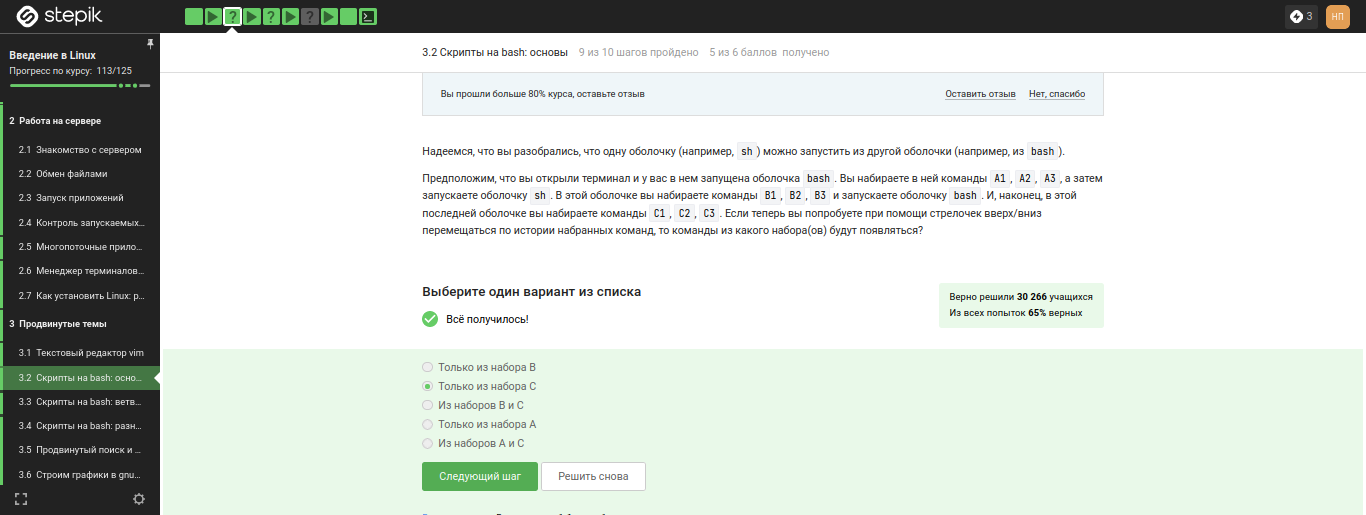 stepik
3
НП
Введение в Linux
Прогресс по курсу: 113/125
2 Работа на сервере
2.1 Знакомство с сервером
2.2 Обмен файлами
2.3 Запуск приложений
2.4 Контроль запускаемых...
2.5 Многопоточные прило...
2.6 Менеджер терминалов...
2.7 Как установить Linux: р...
3 Продвинутые темы
3.1 Текстовый редактор vim
3.2 Скрипты на bash: осно...
3.3 Скрипты на bash: ветв...
3.4 Скрипты на bash: разн...
3.5 Продвинутый поиск и ...
3.6 Строим графики в gnu...
3.2 Скрипты на bash: основы 9 из 10 шагов пройдено 5 из 6 баллов получено
Вы прошли больше 80% курса, оставьте отзыв Оставить отзыв Нет, спасибо
Надеемся, что вы разобрались, что одну оболочку (например, sh) можно запустить из другой оболочки (например, из bash).
Предположим, что вы открыли терминал и у вас в нем запущена оболочка bash. Вы набираете в ней команды A1, A2, A3, а затем
запускаете оболочку sh. В этой оболочке вы набираете команды B1, B2, B3 и запускаете оболочку bash. И, наконец, в этой
последней оболочке вы набираете команды C1, C2, C3. Если теперь вы попробуете при помощи стрелочек вверх/вниз
перемещаться по истории набранных команд, то команды из какого набора(ов) будут появляться?
Выберите один вариант из списка
Верно решили 30 266 учащихся
Из всех попыток 65% верных
Всё получилось!
Только из набора B
Только из набора C
Из наборов B и C
Только из набора A
Из наборов A и C
Следующий шаг Решить снова